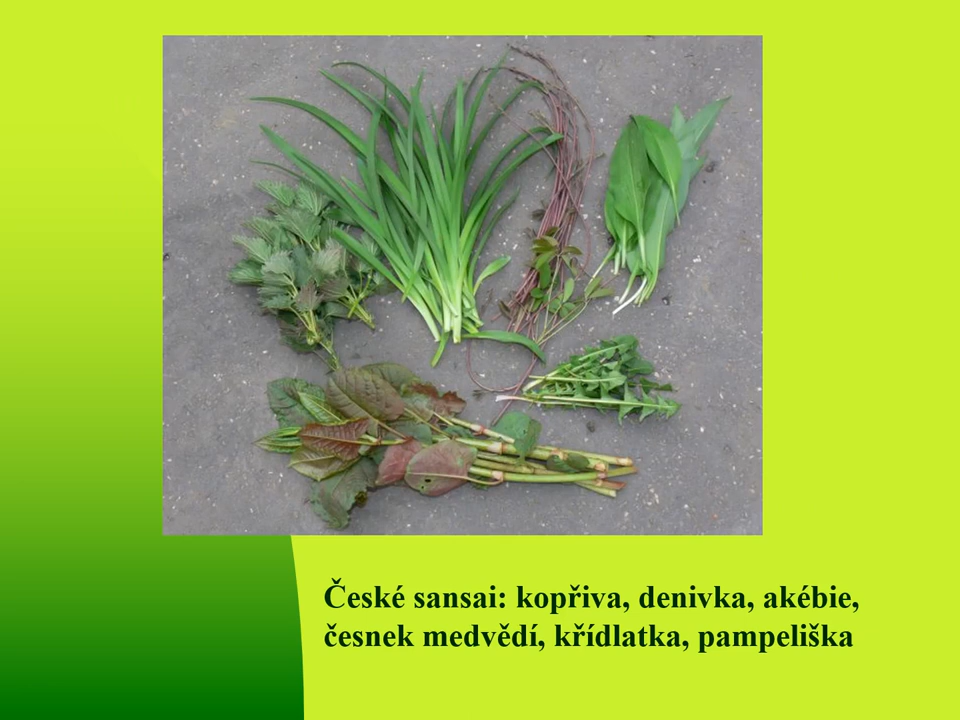 České sansai: kopřiva, denivka, akébie,
česnek medvědí, křídlatka, pampeliška